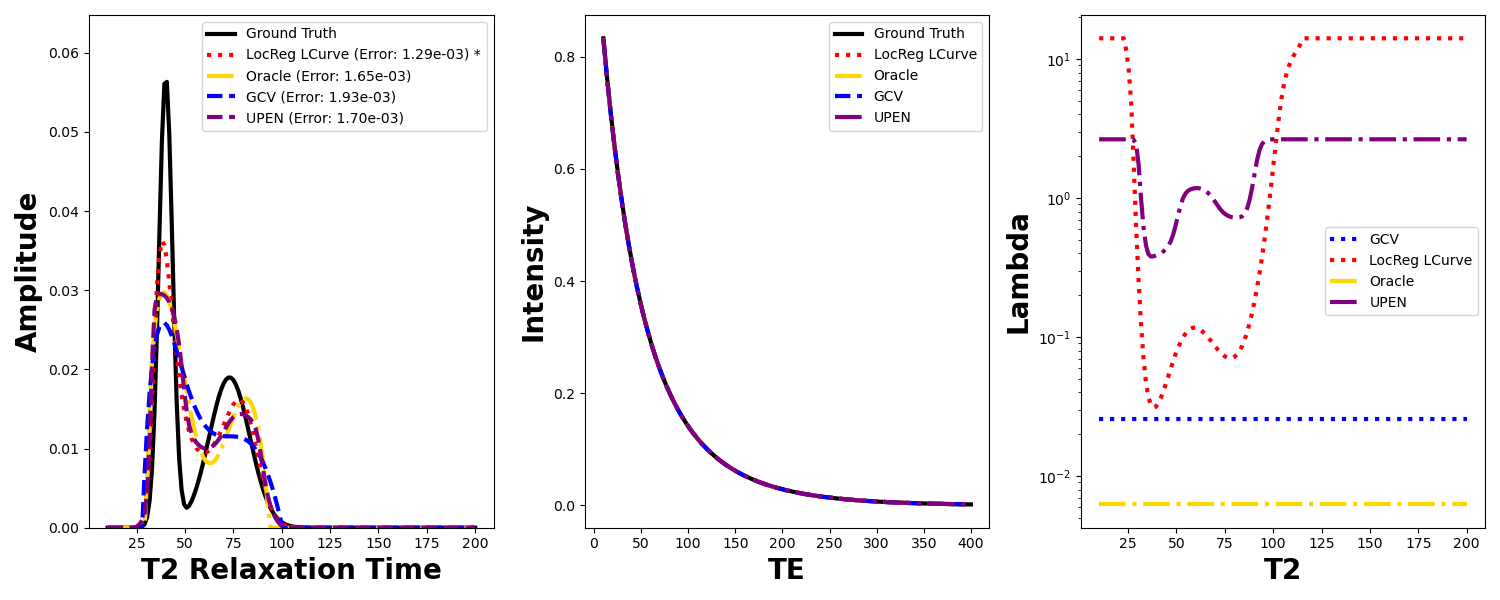 Amplitude
0.06
0.05
0.04
0.03
0.02
0.01
0.00
Ground Truth
LocReg LCurve (Error: 1.29e-03) *
Oracle (Error: 1.65e-03)
GCV (Error: 1.93e-03)
UPEN (Error: 1.70e-03)
25 50 75 100 125 150 175 200
T2 Relaxation Time
Intensity
0.8
0.6
0.4
0.2
0.0
Ground Truth
LocReg LCurve
Oracle
GCV
UPEN
0 50 100 150 200 250 300 350 400
TE
Lambda
10¹
10⁰
10⁻¹
10⁻²
GCV
LocReg LCurve
Oracle
UPEN
25 50 75 100 125 150 175 200
T2